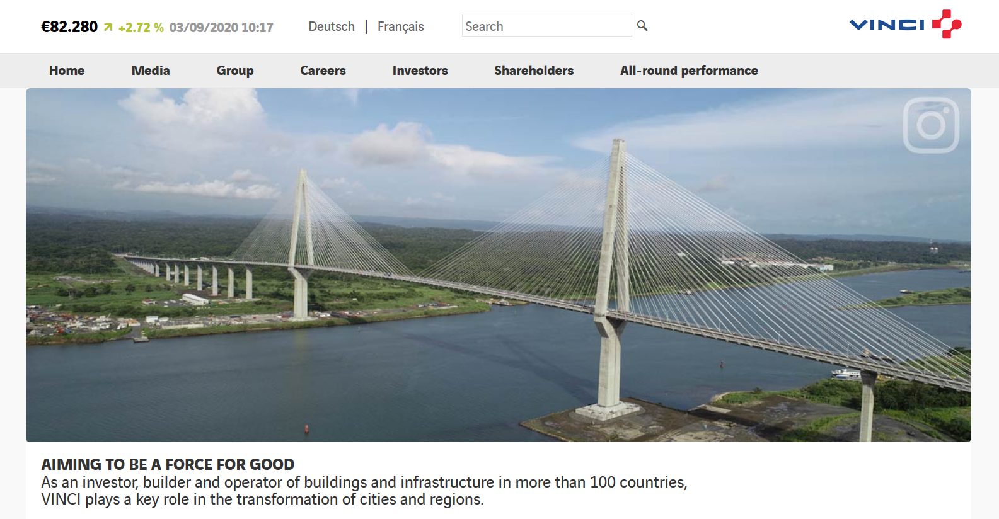 €82.280 +2.72 % 03/09/2020 10:17 Deutsch | Français Search VINCI
Home Media Group Careers Investors Shareholders All-round performance
AIMING TO BE A FORCE FOR GOOD
As an investor, builder and operator of buildings and infrastructure in more than 100 countries,
VINCI plays a key role in the transformation of cities and regions.